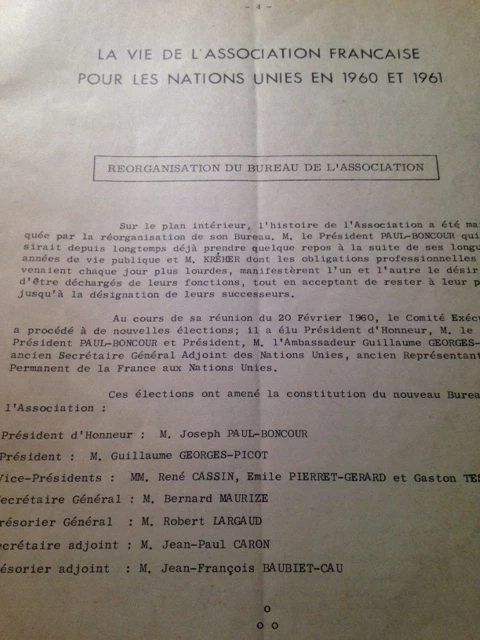 - 4 -
LA VIE DE L'ASSOCIATION FRANCAISE
POUR LES NATIONS UNIES EN 1960 ET 1961
REORGANISATION DU BUREAU DE L'ASSOCIATION
Sur le plan intérieur, l'histoire de l'Association a été ma
quée par la réorganisation de son Bureau. M. le Président PAUL-BONCOUR qui
sirait depuis longtemps déjà prendre quelque repos à la suite de ses longu
années de vie publique et M. KRÉHER dont les obligations professionnelles
venaient chaque jour plus lourdes, manifestèrent l'un et l'autre le désir
d'être déchargés de leurs fonctions, tout en acceptant de rester à leur p
jusqu'à la désignation de leurs successeurs.
Au cours de sa réunion du 20 Février 1960, le Comité Exécu
a procédé à de nouvelles élections; il a élu Président d'Honneur, M. le
Président PAUL-BONCOUR et Président, M. l'Ambassadeur Guillaume GEORGES-
ancien Secrétaire Général Adjoint des Nations Unies, ancien Représentan
Permanent de la France aux Nations Unies.
Ces élections ont amené la constitution du nouveau Burea
l'Association :
Président d'Honneur : M. Joseph PAUL-BONCOUR
Président : M. Guillaume GEORGES-PICOT
Vice-Présidents : MM. René CASSIN, Emile PIERRET-GERARD et Gaston TES
ecrétaire Général : M. Bernard MAURIZE
résorier Général : M. Robert LARGAUD
ecrétaire adjoint : M. Jean-Paul CARON
ésorier adjoint : M. Jean-François BAUBIET-CAU
o
o o